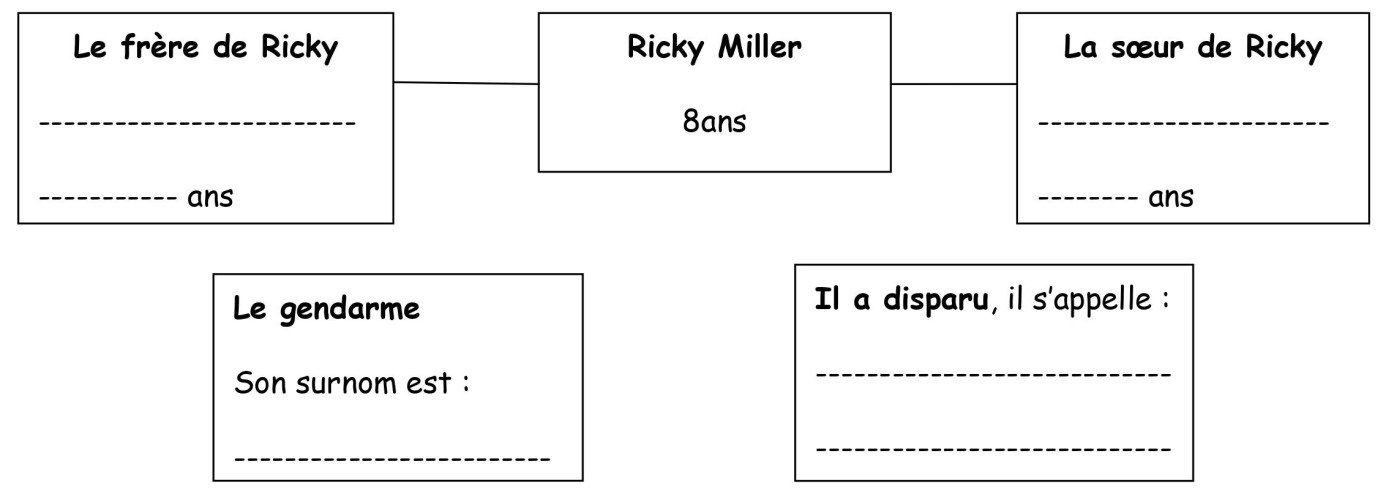 Le frère de Ricky
-------------------------
----------- ans
Ricky Miller
8ans
La sœur de Ricky
-----------------------
-------- ans
Le gendarme
Son surnom est :
-------------------------
Il a disparu, il s'appelle :
----------------------------
----------------------------